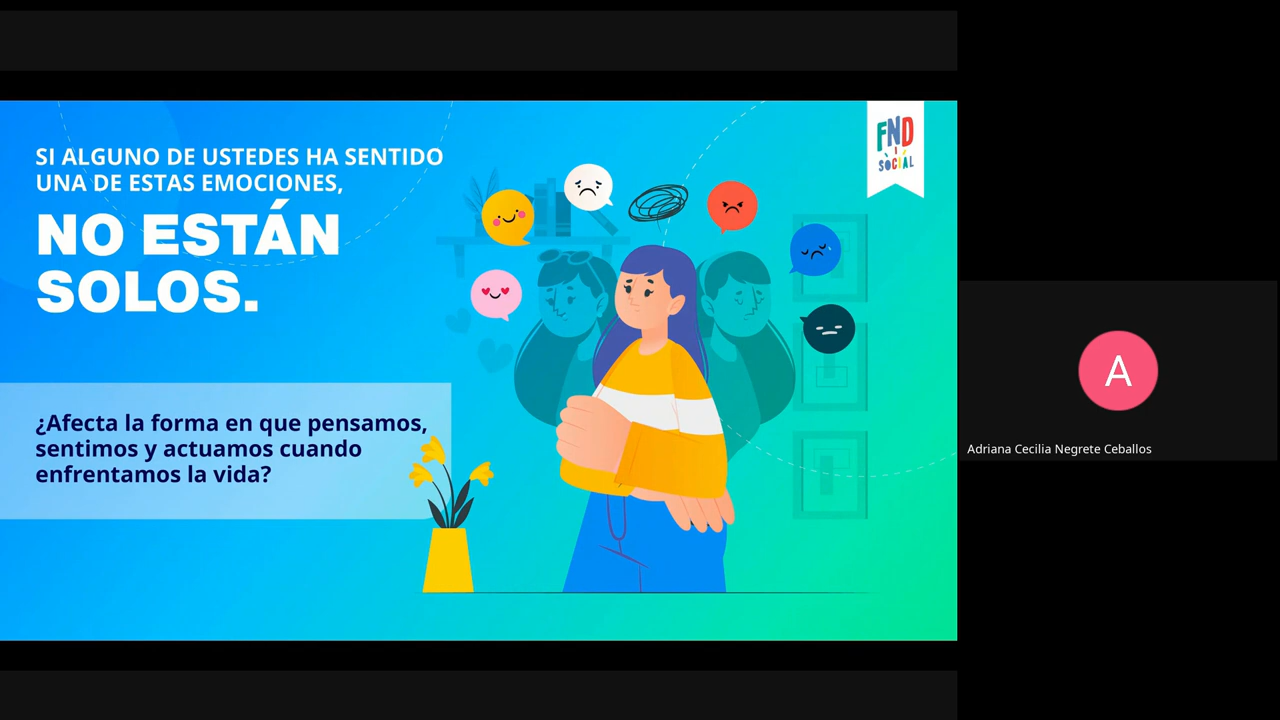 SI ALGUNO DE USTEDES HA SENTIDO
UNA DE ESTAS EMOCIONES,
NO ESTÁN
SOLOS.
¿Afecta la forma en que pensamos,
sentimos y actuamos cuando
enfrentamos la vida?
FND
SOCIAL
A
Adriana Cecilia Negrete Ceballos